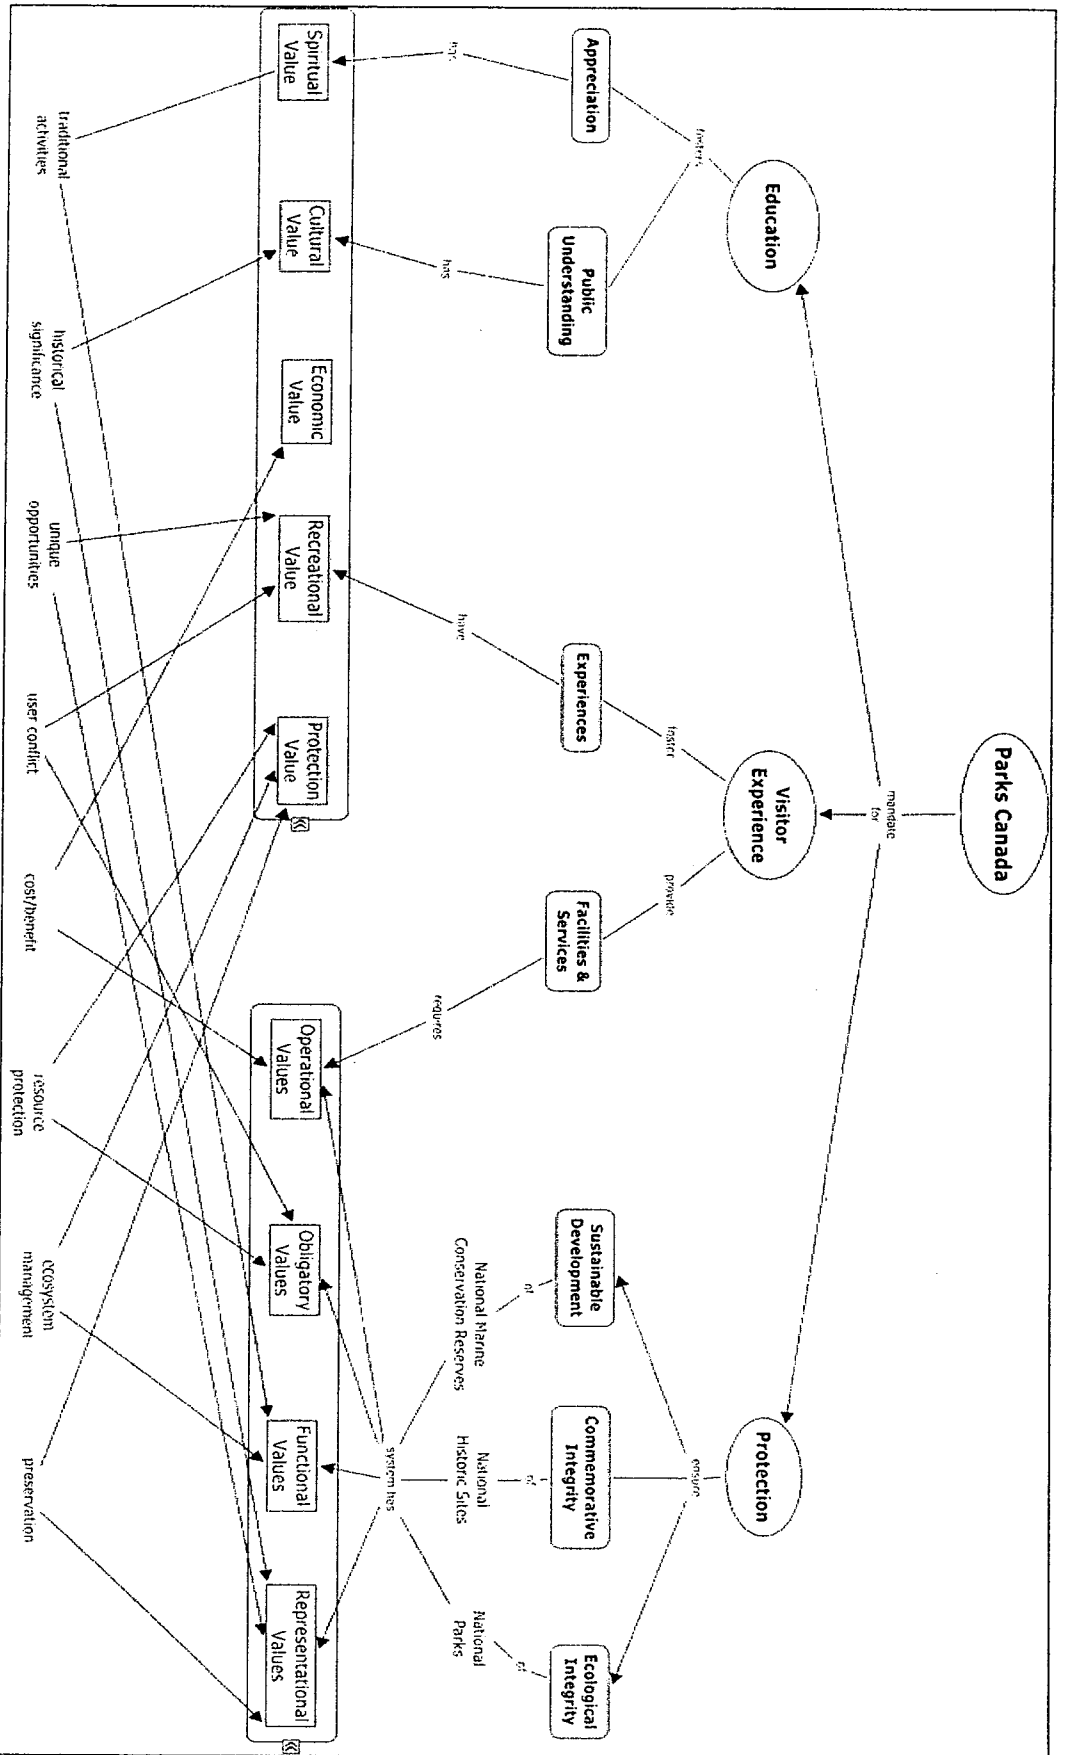 Parks Canada
mandate
for
Education
Visitor
Experience
Protection
fosters
foster
provide
ensure
Appreciation
Public
Understanding
Experiences
Facilities &
Services
Sustainable
Development
Commemorative
Integrity
Ecological
Integrity
has
has
have
requires
of
of
of
National Marine
Conservation Reserves
National
Historic Sites
National
Parks
system has
Spiritual
Value
Cultural
Value
Economic
Value
Recreational
Value
Protection
Value
Operational
Values
Obligatory
Values
Functional
Values
Representational
Values
traditional
activities
historical
significance
unique
opportunities
user conflict
cost/benefit
resource
protection
ecosystem
management
preservation